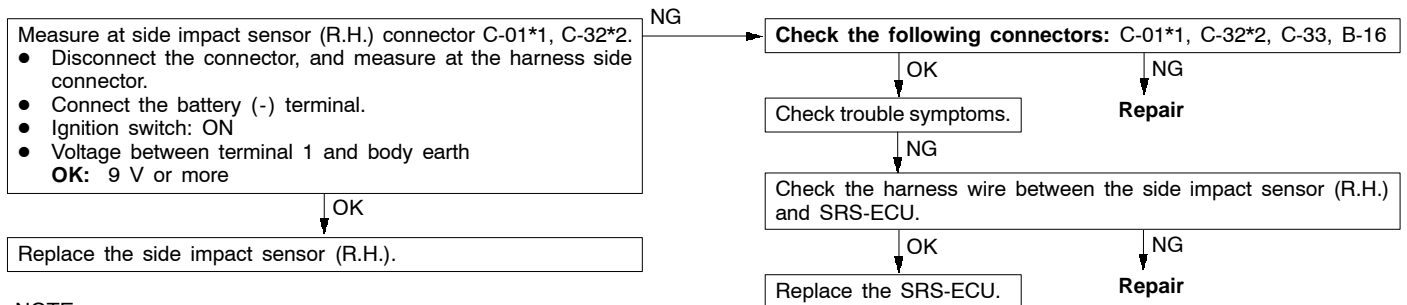 Measure at side impact sensor (R.H.) connector C-01*1, C-32*2.
● Disconnect the connector, and measure at the harness side
connector.
● Connect the battery (-) terminal.
● Ignition switch: ON
● Voltage between terminal 1 and body earth
OK: 9 V or more
OK
Replace the side impact sensor (R.H.).
NG
Check the following connectors: C-01*1, C-32*2, C-33, B-16
OK
NG
Check trouble symptoms.
Repair
NG
Check the harness wire between the side impact sensor (R.H.)
and SRS-ECU.
OK
NG
Replace the SRS-ECU.
Repair